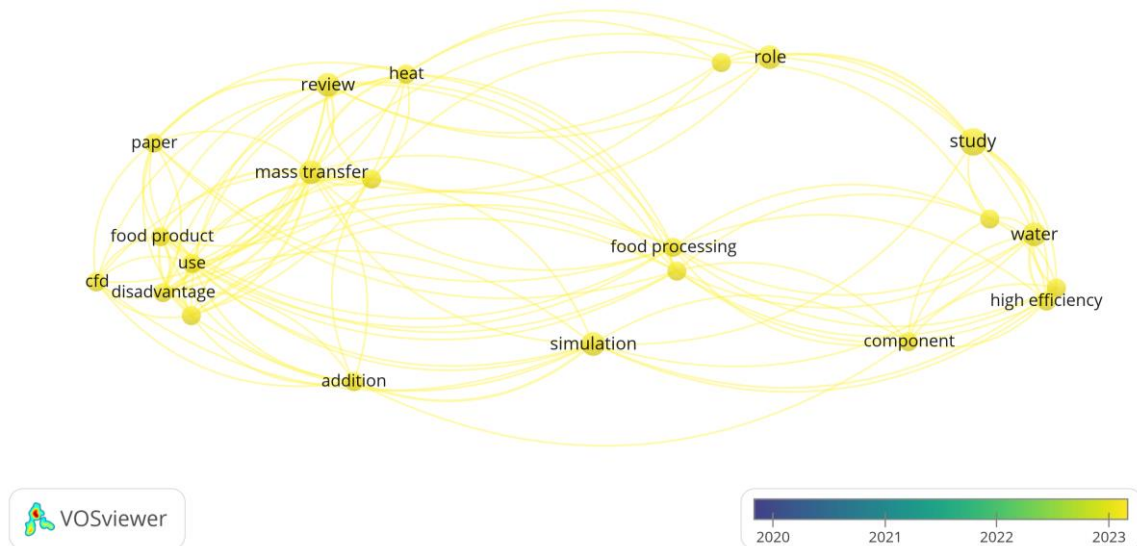 role
heat
review
paper
study
mass transfer
food product
water
food processing
use
cfd
disadvantage
high efficiency
simulation
component
addition
VOSviewer
2020
2021
2022
2023